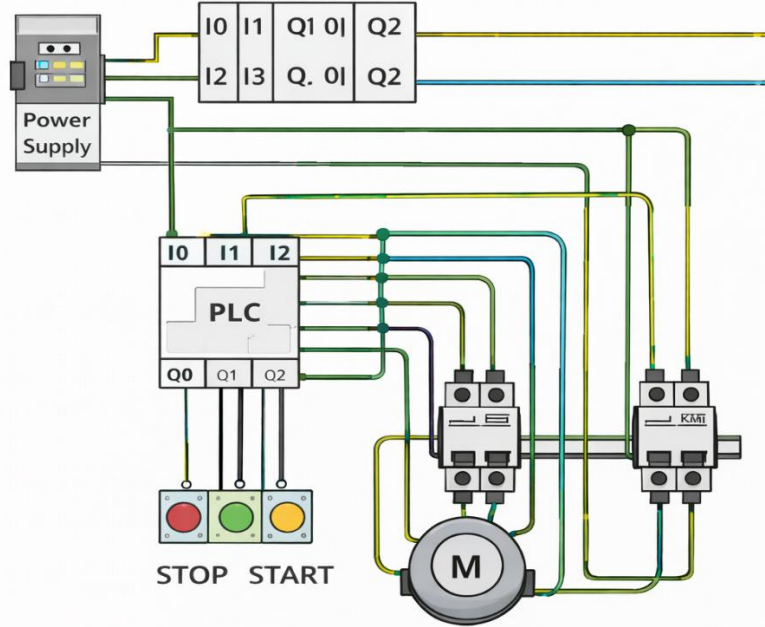 I0 I1 Q1 0| Q2
I2 I3 Q. 0| Q2
Power
Supply
I0 I1 I2
PLC
Q0 Q1 Q2
KM1
M
STOP START